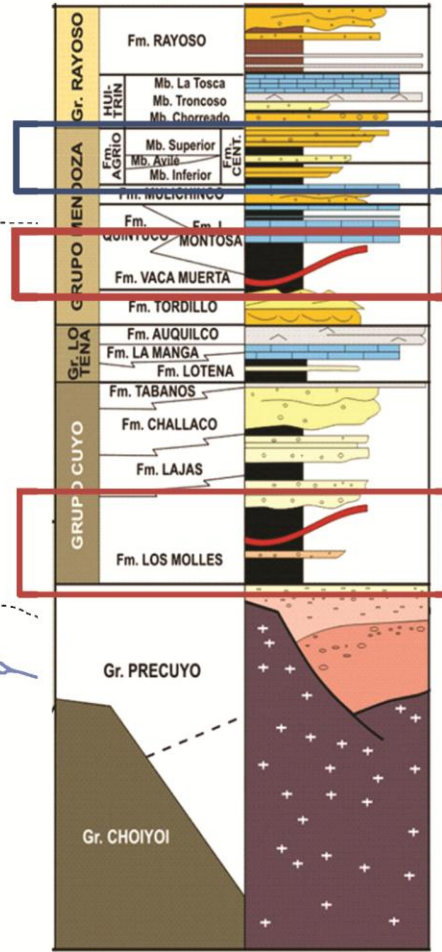 Gr. RAYOSO
Fm. RAYOSO
HUI-
TRIN
Mb. La Tosca
Mb. Troncoso
Mb. Chorreado
GRUPO MENDOZA
Fm.
AGRIO
Mb. Superior
Mb. Avilé
Mb. Inferior
Fm.
CENT.
Fm. MULICHINCO
Fm.
QUINTUCO
Fm. L
MONTOSA
Fm. VACA MUERTA
Fm. TORDILLO
Gr. LO
TENA
Fm. AUQUILCO
Fm. LA MANGA
Fm. LOTENA
GRUPO CUYO
Fm. TABANOS
Fm. CHALLACO
Fm. LAJAS
Fm. LOS MOLLES
Gr. PRECUYO
Gr. CHOIYOI